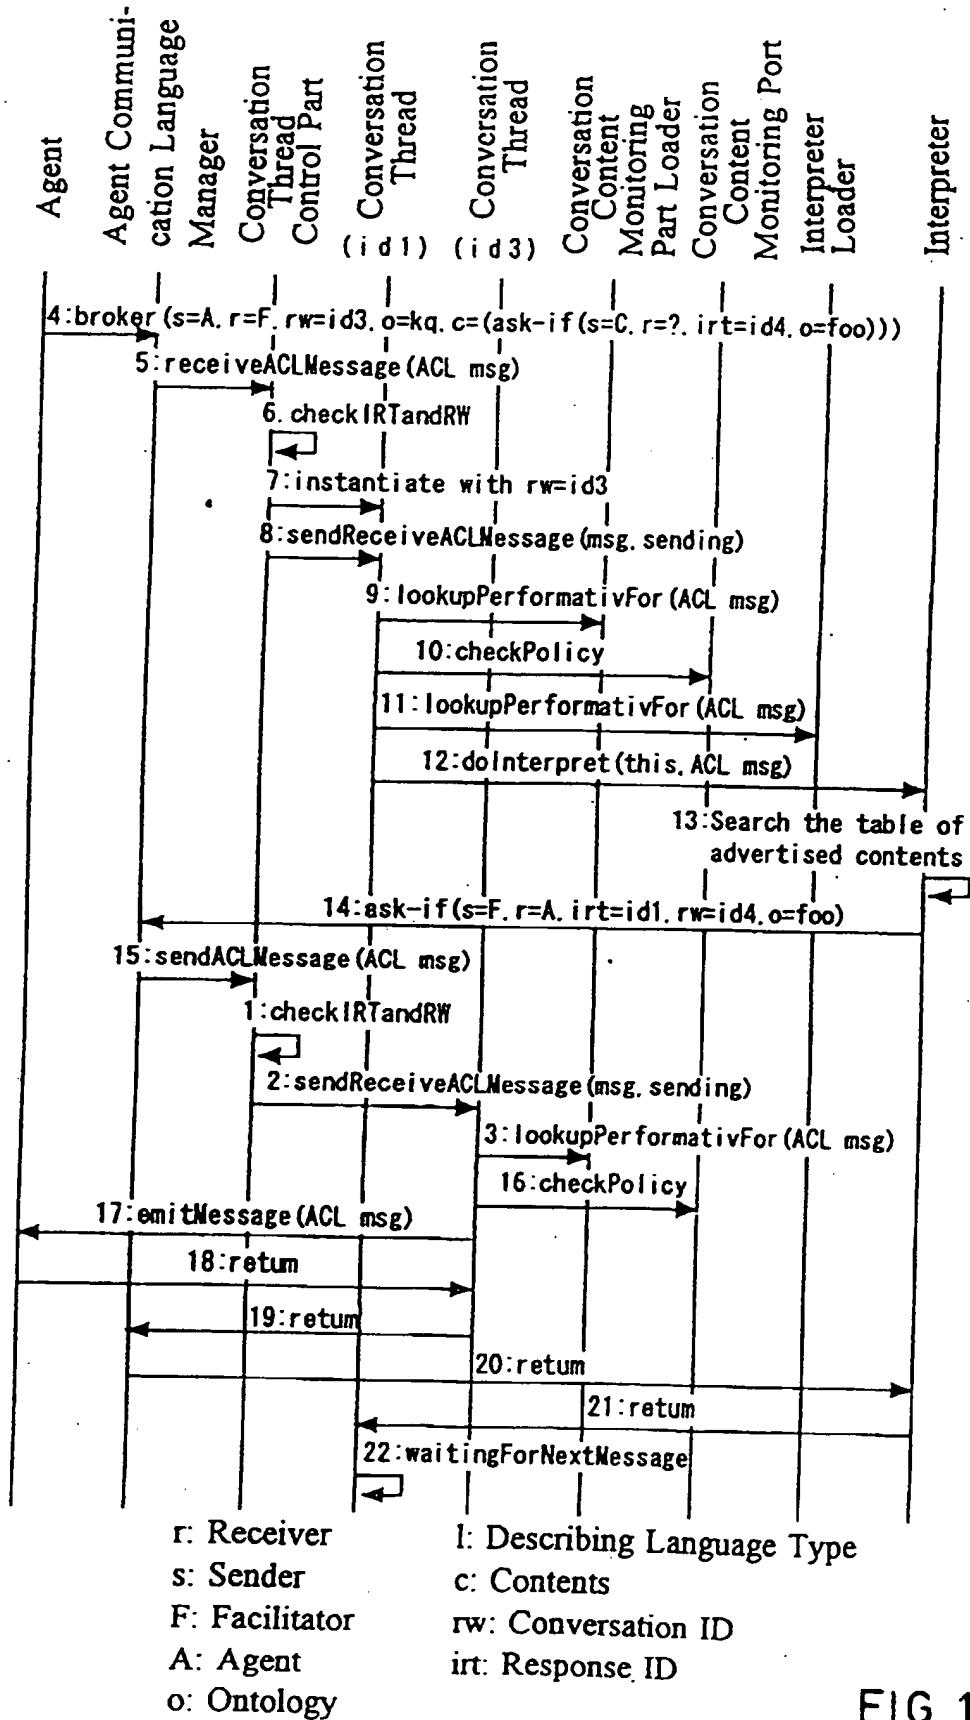 Agent
Agent Communi-
cation Language
Manager
Conversation
Thread
Control Part
Conversation
Thread
(id1)
Conversation
Thread
(id3)
Conversation
Content
Monitoring
Part Loader
Conversation
Content
Monitoring Port
Interpreter
Loader
Interpreter
4:broker(s=A. r=F. rw=id3. o=kq. c=(ask-if(s=C. r=?. irt=id4. o=foo)))
5:receiveACLMessage(ACL msg)
6. checkIRTandRW
7:instantiate with rw=id3
8:sendReceiveACLMessage(msg. sending)
9:lookupPerformativFor(ACL msg)
10:checkPolicy
11:lookupPerformativFor(ACL msg)
12:doInterpret(this. ACL msg)
13:Search the table of
advertised contents
14:ask-if(s=F. r=A. irt=id1. rw=id4. o=foo)
15:sendACLMessage(ACL msg)
1:checkIRTandRW
2:sendReceiveACLMessage(msg. sending)
3:lookupPerformativFor(ACL msg)
16:checkPolicy
17:emitMessage(ACL msg)
18:retum
19:retum
20:retum
21:retum
22:waitingForNextMessage
r: Receiver
l: Describing Language Type
s: Sender
c: Contents
F: Facilitator
rw: Conversation ID
A: Agent
irt: Response ID
o: Ontology
FIG 1